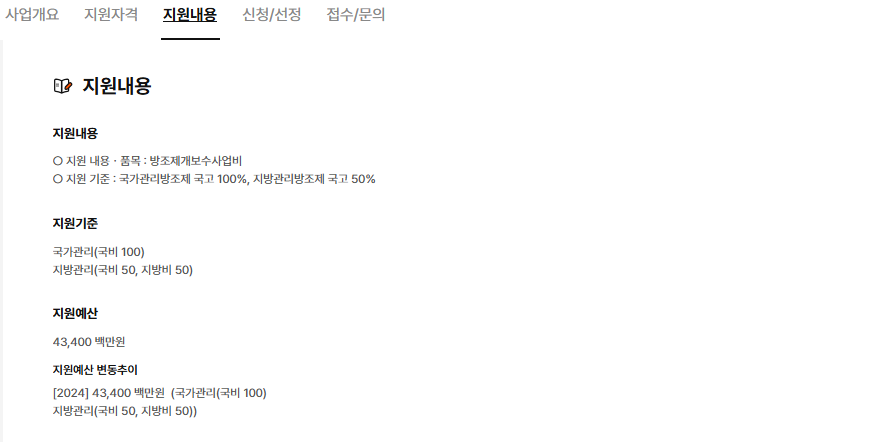 사업개요 지원자격 지원내용 신청/선정 접수/문의
지원내용
지원내용
○ 지원 내용 · 품목 : 방조제개보수사업비
○ 지원 기준 : 국가관리방조제 국고 100%, 지방관리방조제 국고 50%
지원기준
국가관리(국비 100)
지방관리(국비 50, 지방비 50)
지원예산
43,400 백만원
지원예산 변동추이
[2024] 43,400 백만원 (국가관리(국비 100)
지방관리(국비 50, 지방비 50))